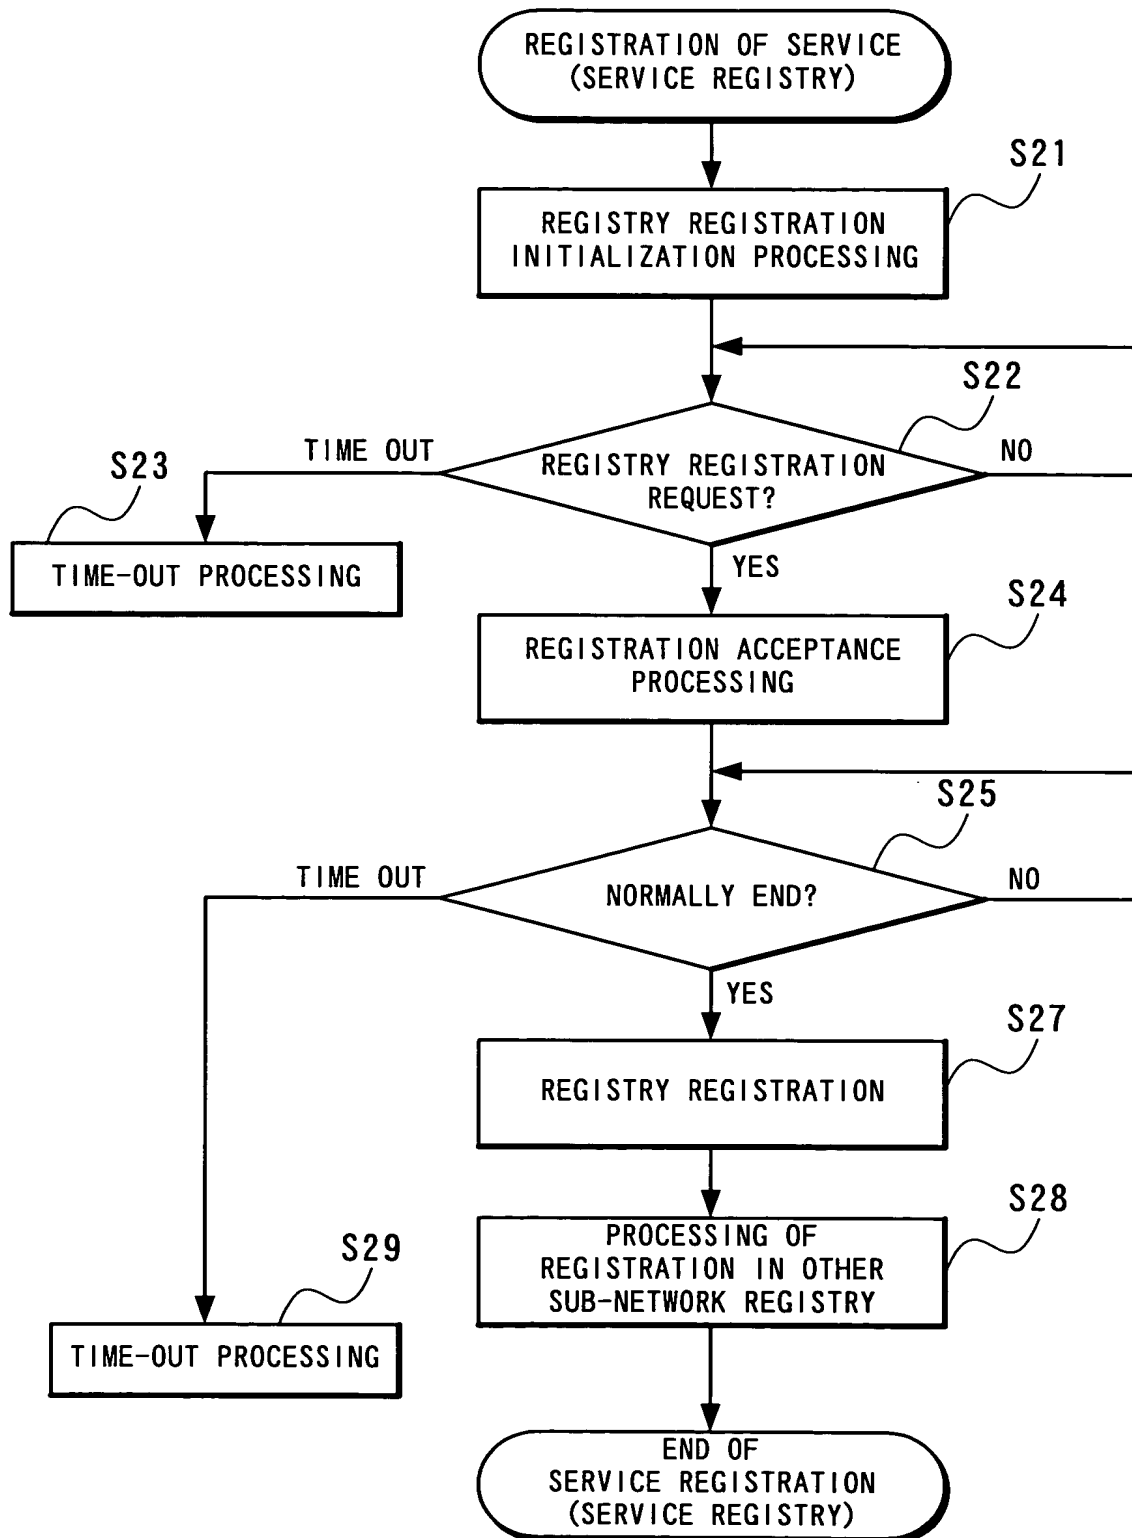 REGISTRATION OF SERVICE
(SERVICE REGISTRY)
S21
REGISTRY REGISTRATION
INITIALIZATION PROCESSING
S22
TIME OUT
NO
S23
REGISTRY REGISTRATION
REQUEST?
TIME-OUT PROCESSING
YES
S24
REGISTRATION ACCEPTANCE
PROCESSING
S25
TIME OUT
NO
NORMALLY END?
YES
S27
REGISTRY REGISTRATION
S28
PROCESSING OF
REGISTRATION IN OTHER
SUB-NETWORK REGISTRY
S29
TIME-OUT PROCESSING
END OF
SERVICE REGISTRATION
(SERVICE REGISTRY)